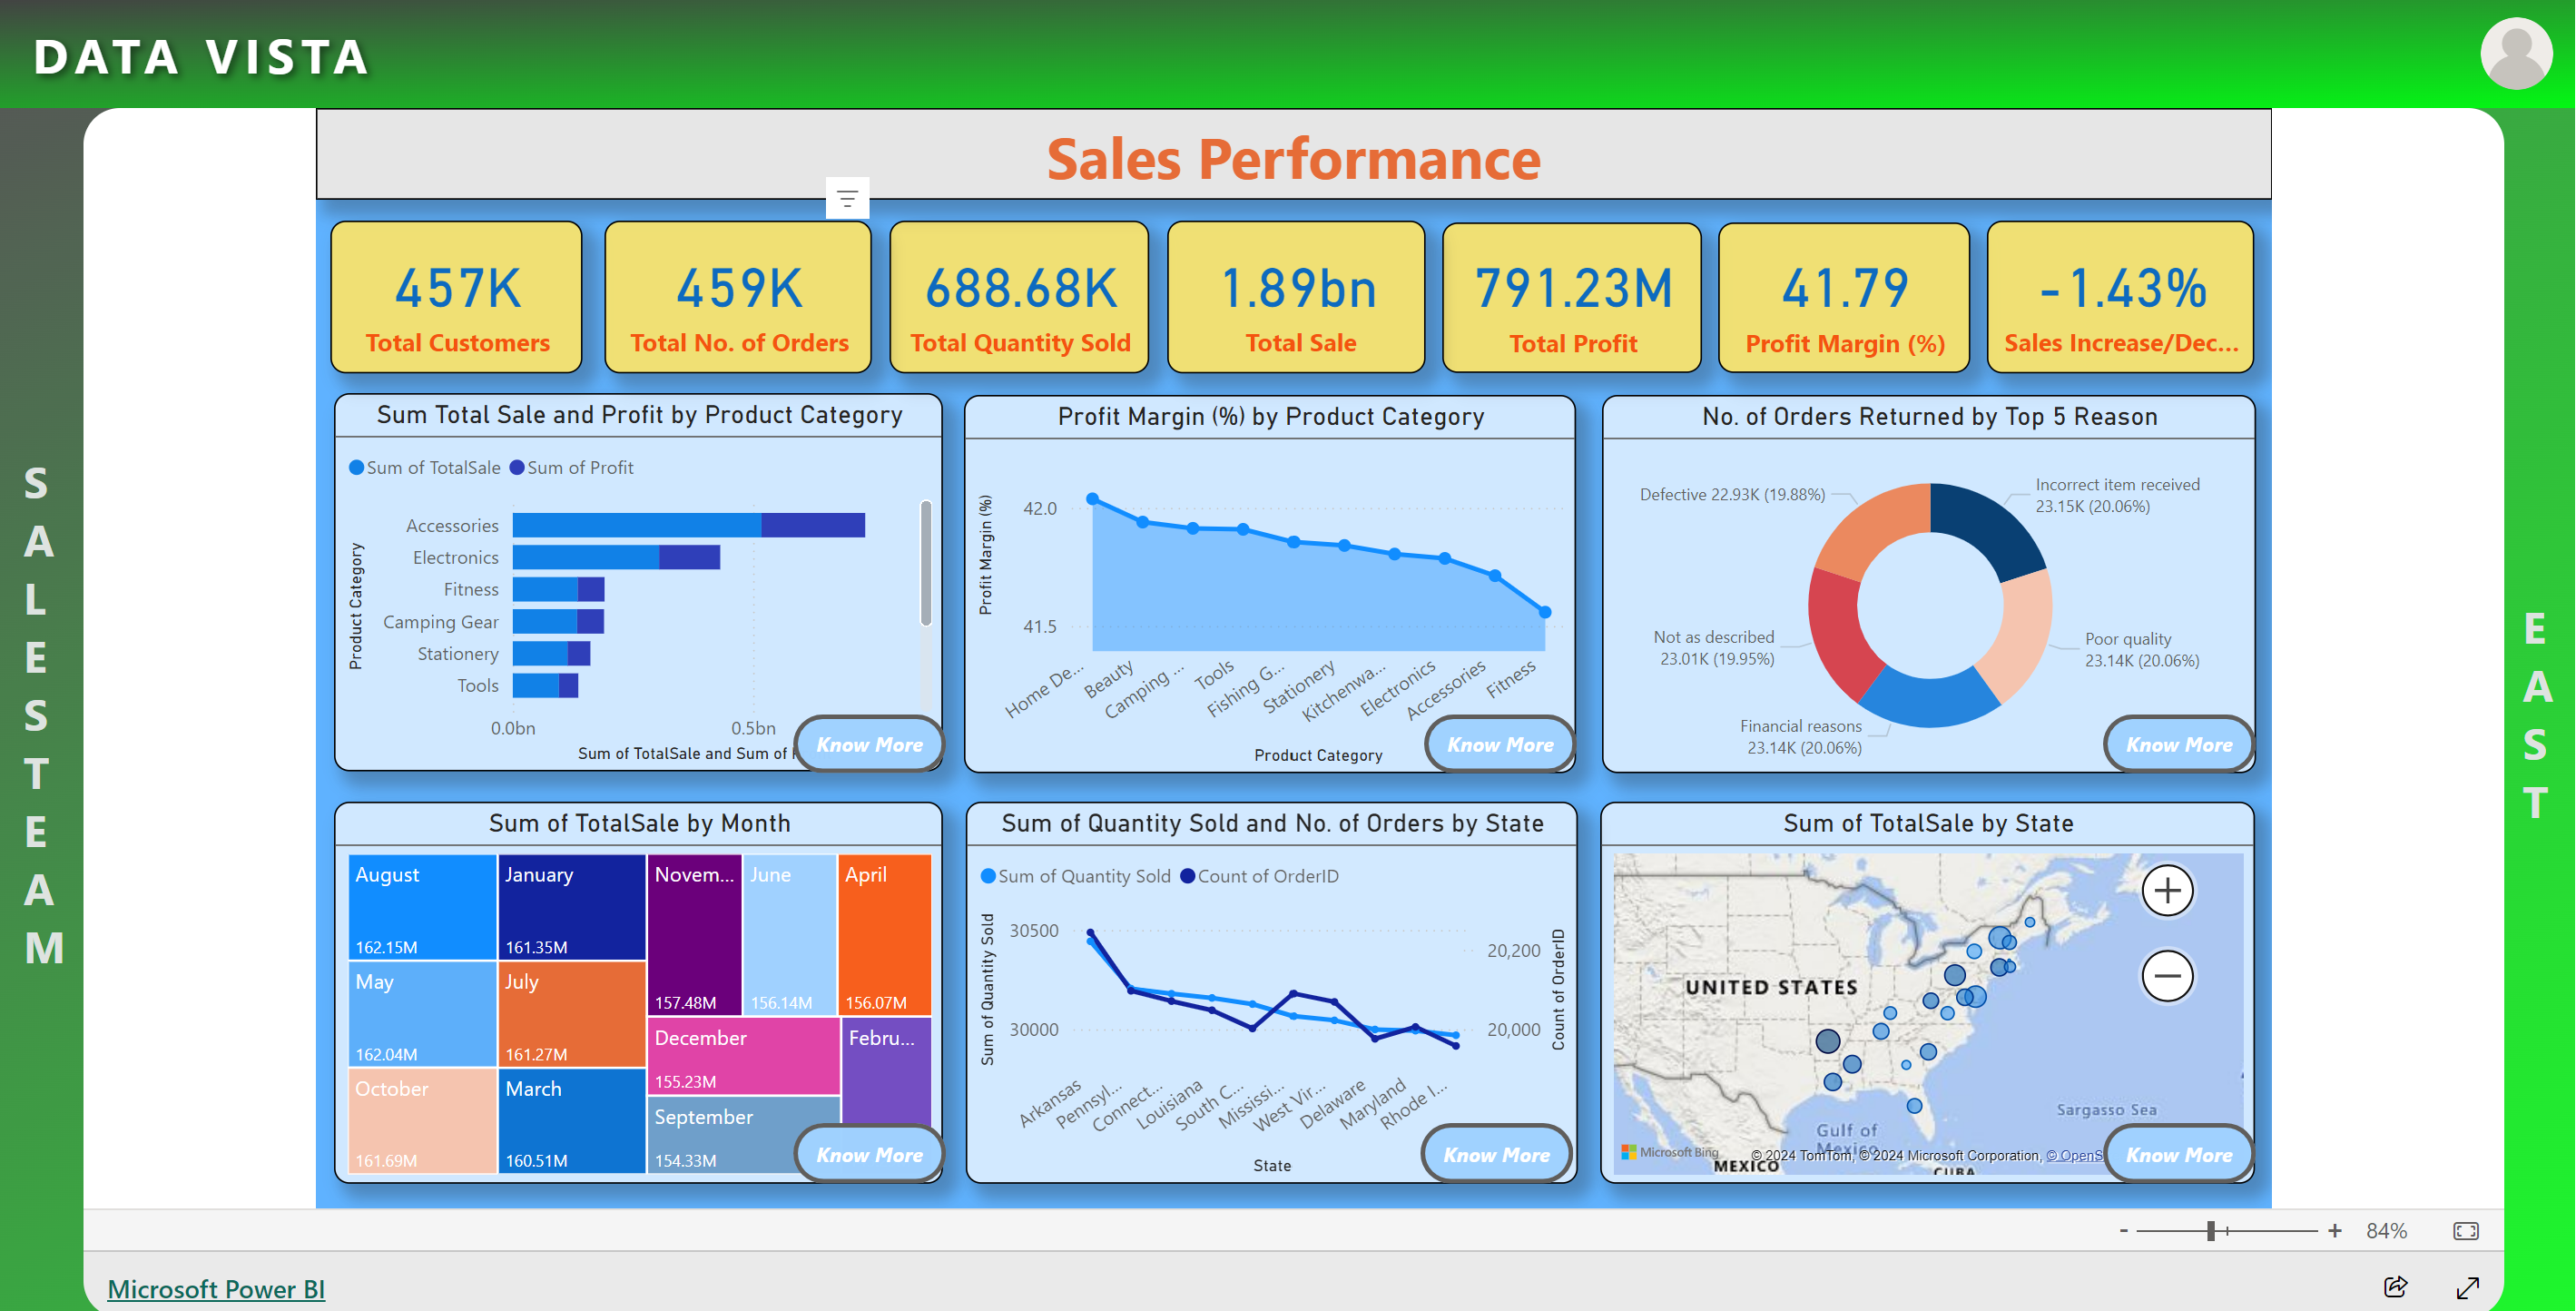 DATA VISTA
Sales Performance
457K
Total Customers
459K
Total No. of Orders
688.68K
Total Quantity Sold
1.89bn
Total Sale
791.23M
Total Profit
41.79
Profit Margin (%)
-1.43%
Sales Increase/Dec...
Sum Total Sale and Profit by Product Category
Sum of TotalSale
Sum of Profit
Product Category
Accessories
Electronics
Fitness
Camping Gear
Stationery
Tools
0.0bn
0.5bn
Sum of TotalSale and Sum of
Know More
Profit Margin (%) by Product Category
Profit Margin (%)
42.0
41.5
Home De...
Beauty
Camping ...
Tools
Fishing G...
Stationery
Kitchenwa...
Electronics
Accessories
Fitness
Product Category
Know More
No. of Orders Returned by Top 5 Reason
Defective 22.93K (19.88%)
Incorrect item received
23.15K (20.06%)
Not as described
23.01K (19.95%)
Poor quality
23.14K (20.06%)
Financial reasons
23.14K (20.06%)
Know More
Sum of TotalSale by Month
August
162.15M
January
161.35M
Novem...
157.48M
June
156.14M
April
156.07M
May
162.04M
July
161.27M
December
155.23M
Febru...
October
161.69M
March
160.51M
September
154.33M
Know More
Sum of Quantity Sold and No. of Orders by State
Sum of Quantity Sold
Count of OrderID
Sum of Quantity Sold
30500
30000
20,200
20,000
Count of OrderID
Arkansas
Pennsyl...
Connect...
Louisiana
South C...
Mississi...
West Vir...
Delaware
Maryland
Rhode I...
State
Know More
Sum of TotalSale by State
UNITED STATES
Sargasso Sea
Gulf of
Mexico
MEXICO
CUBA
Microsoft Bing
© 2024 TomTom, © 2024 Microsoft Corporation, © OpenS
Know More
SALES TEAM
EAST
- + 84%
Microsoft Power BI